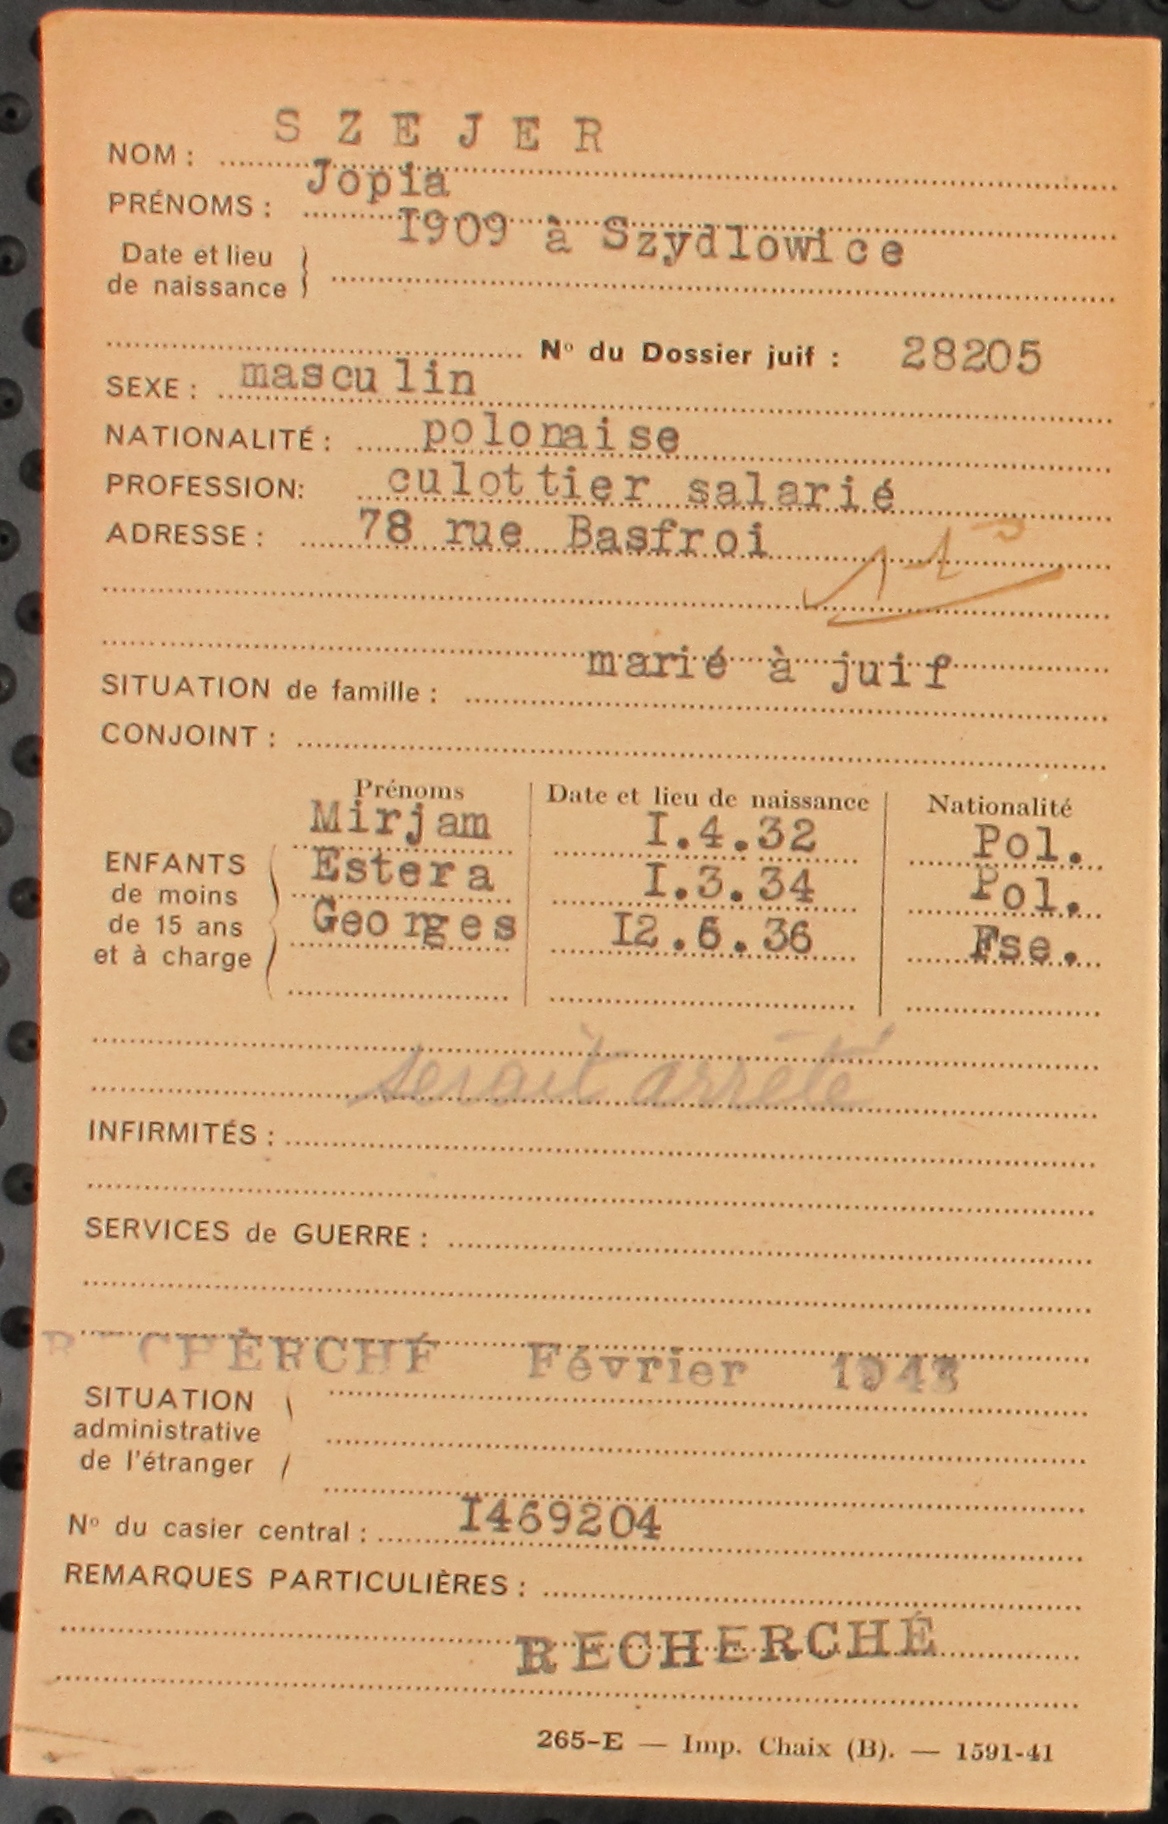 NOM : SZEJER
PRÉNOMS : Jopia
Date et lieu de naissance 1909 à Szydlowice
N° du Dossier juif : 28205
SEXE : masculin
NATIONALITÉ : polonaise
PROFESSION: culottier salarié
ADRESSE : 78 rue Basfroi
SITUATION de famille : marié à juif
CONJOINT :
Prénoms Date et lieu de naissance Nationalité
ENFANTS de moins de 15 ans et à charge
Mirjam I.4.32 Pol.
Estera I.3.34 Pol.
Georges I2.6.36 Fse.
serait arrêté
INFIRMITÉS :
SERVICES de GUERRE :
RECHERCHÉ Février 1943
SITUATION administrative de l'étranger
N° du casier central : I469204
REMARQUES PARTICULIÈRES :
RECHERCHÉ
265-E — Imp. Chaix (B). — 1591-41